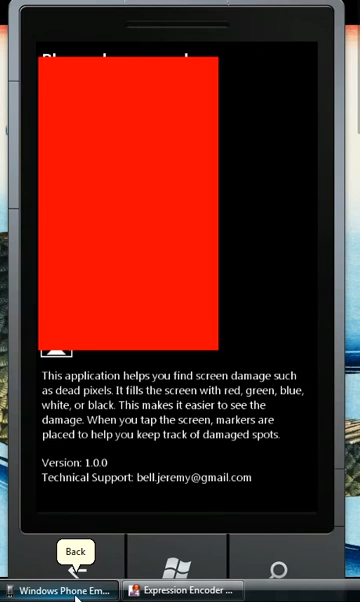 This application helps you find screen damage such
as dead pixels. It fills the screen with red, green, blue,
white, or black. This makes it easier to see the
damage. When you tap the screen, markers are
placed to help you keep track of damaged spots.
Version: 1.0.0
Technical Support: bell.jeremy@gmail.com
Back
Windows Phone Em...
Expression Encoder ...